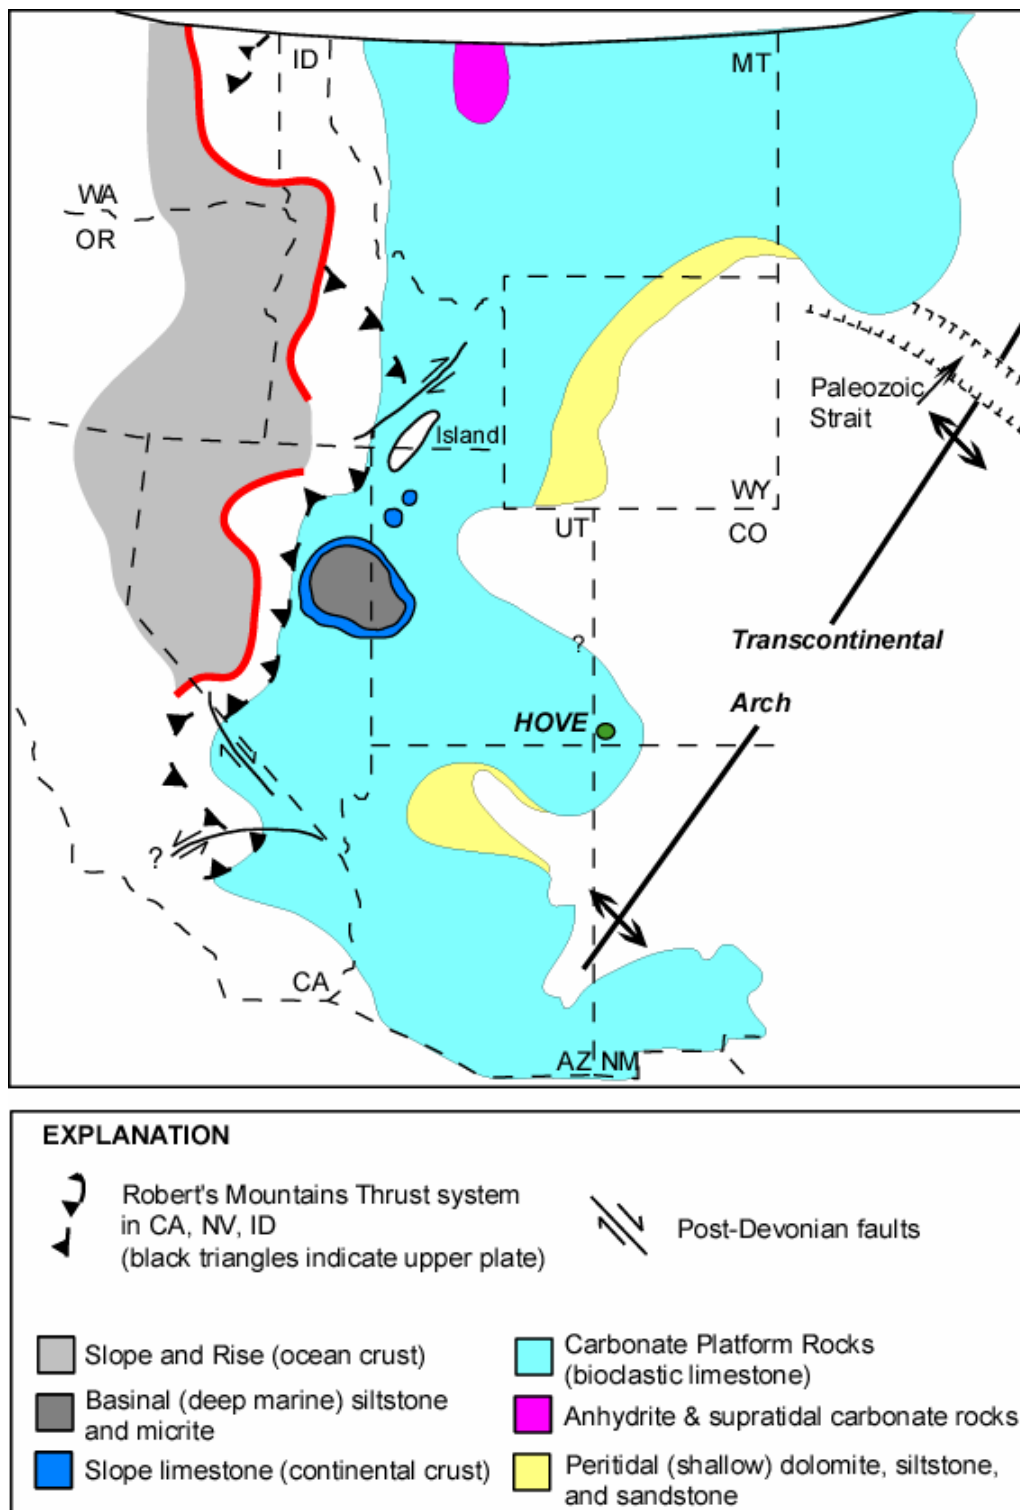 ID
MT
WA
OR
Paleozoic
Strait
Island
WY
UT
CO
Transcontinental
?
Arch
HOVE
?
CA
AZ NM
EXPLANATION
Robert's Mountains Thrust system
in CA, NV, ID
(black triangles indicate upper plate)
Post-Devonian faults
Slope and Rise (ocean crust)
Basinal (deep marine) siltstone
and micrite
Slope limestone (continental crust)
Carbonate Platform Rocks
(bioclastic limestone)
Anhydrite & supratidal carbonate rocks
Peritidal (shallow) dolomite, siltstone,
and sandstone